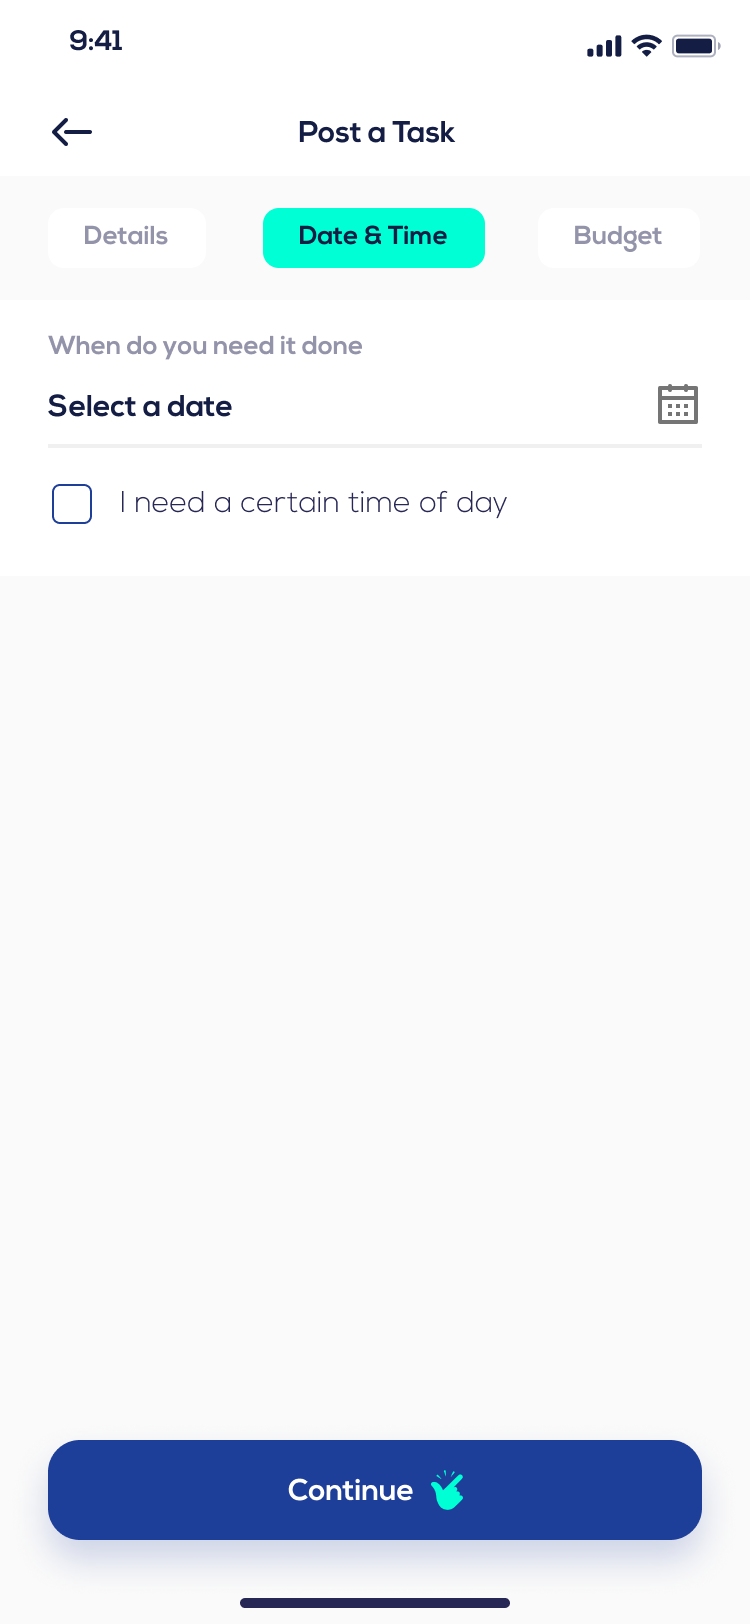 9:41
Post a Task
Details
Date & Time
Budget
When do you need it done
Select a date
I need a certain time of day
Continue